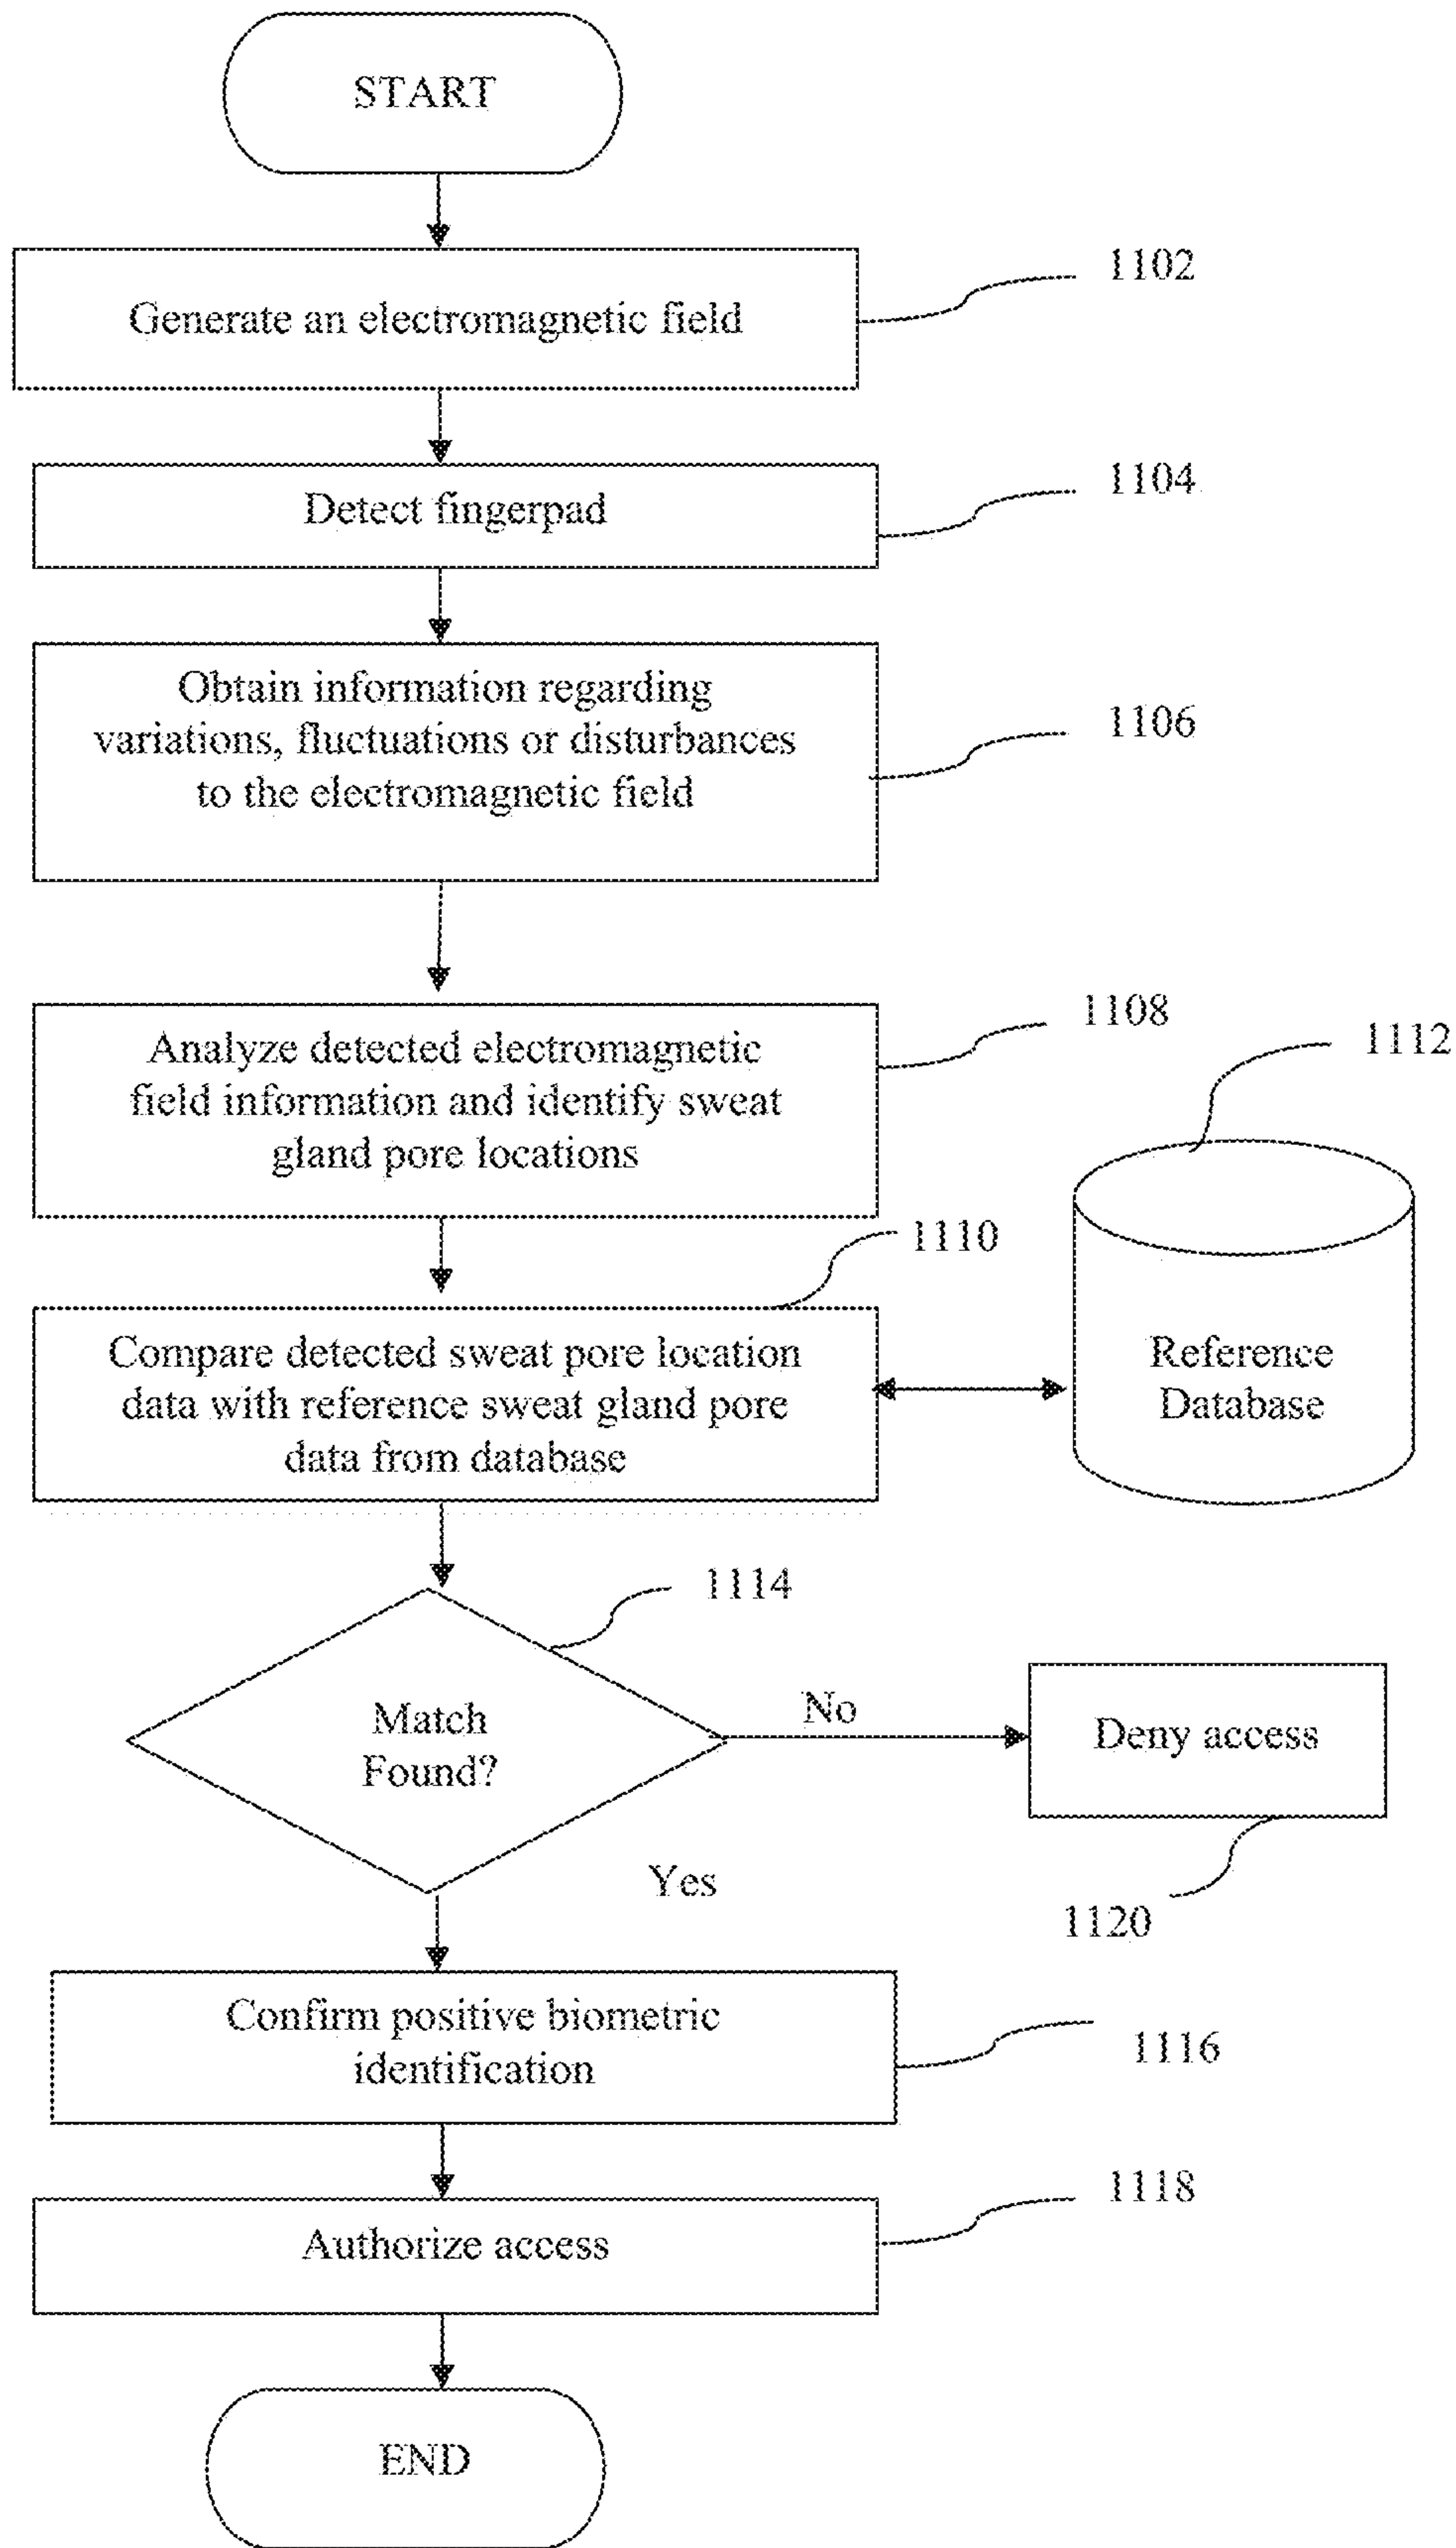 START
1102
Generate an electromagnetic field
1104
Detect fingerpad
Obtain information regarding
variations, fluctuations or disturbances
to the electromagnetic field
1106
1108
Analyze detected electromagnetic
field information and identify sweat
gland pore locations
1112
1110
Compare detected sweat pore location
data with reference sweat gland pore
data from database
Reference
Database
1114
Match
Found?
No
Deny access
Yes
1120
Confirm positive biometric
identification
1116
1118
Authorize access
END